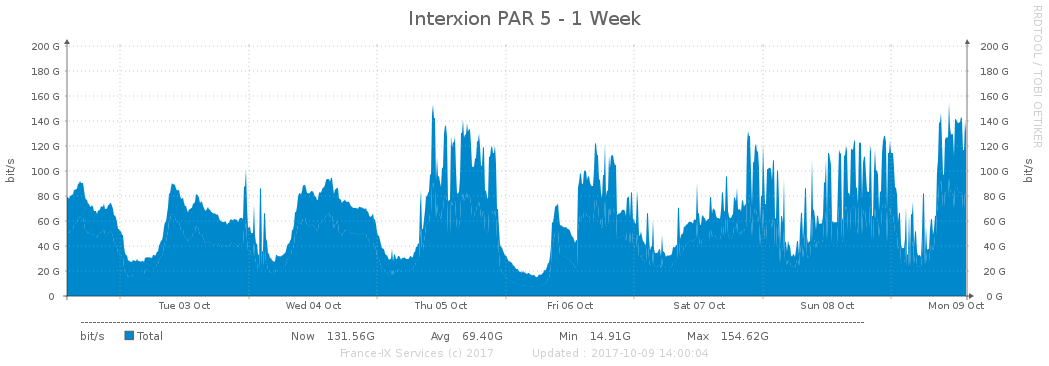 Interxion PAR 5 - 1 Week
RRDTOOL / TOBI OETIKER
200 G 200 G
180 G 180 G
160 G 160 G
140 G 140 G
120 G 120 G
100 G 100 G
80 G 80 G
60 G 60 G
40 G 40 G
20 G 20 G
0 0 G
bit/s bit/s
Tue 03 Oct Wed 04 Oct Thu 05 Oct Fri 06 Oct Sat 07 Oct Sun 08 Oct Mon 09 Oct
bit/s Total Now 131.56G Avg 69.40G Min 14.91G Max 154.62G
France-IX Services (c) 2017 Updated : 2017-10-09 14:00:04